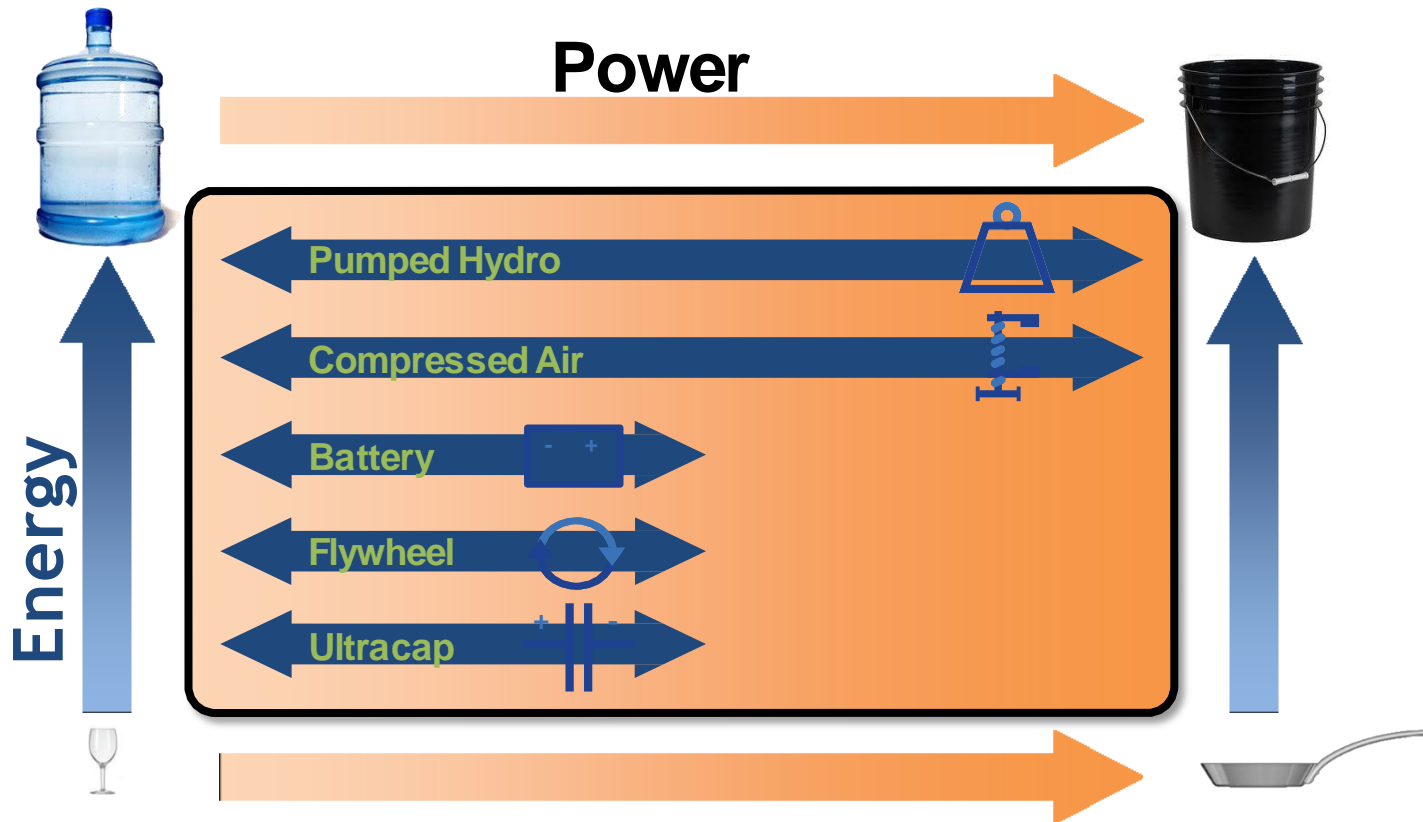 Power
Pumped Hydro
Compressed Air
Battery
- +
Flywheel
+ -
Ultracap
Energy